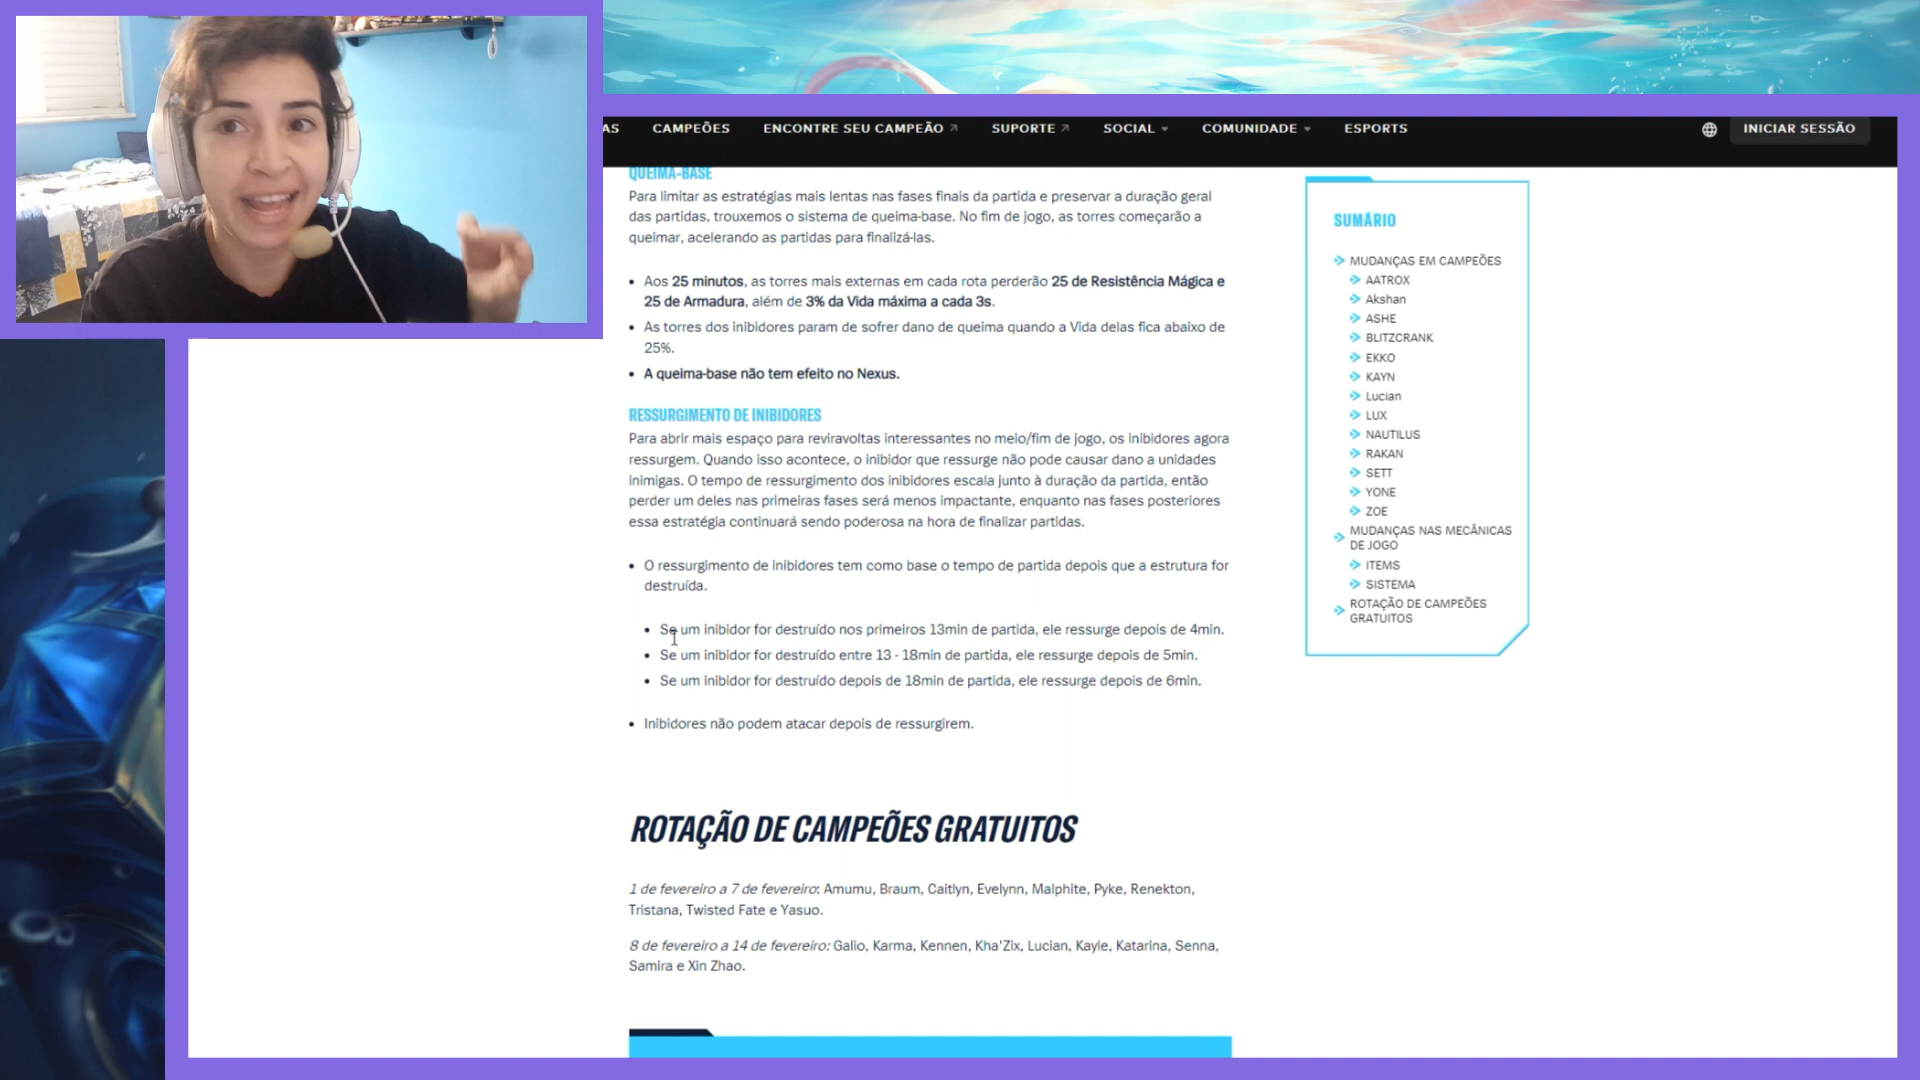 AS CAMPEÕES ENCONTRE SEU CAMPEÃO SUPORTE SOCIAL COMUNIDADE ESPORTS INICIAR SESSÃO
QUEIMA-BASE
Para limitar as estratégias mais lentas nas fases finais da partida e preservar a duração geral
das partidas, trouxemos o sistema de queima-base. No fim de jogo, as torres começarão a
queimar, acelerando as partidas para finalizá-las.
Aos 25 minutos, as torres mais externas em cada rota perderão 25 de Resistência Mágica e
25 de Armadura, além de 3% da Vida máxima a cada 3s.
As torres dos inibidores param de sofrer dano de queima quando a Vida delas fica abaixo de
25%.
A queima-base não tem efeito no Nexus.
RESSURGIMENTO DE INIBIDORES
Para abrir mais espaço para reviravoltas interessantes no meio/fim de jogo, os inibidores agora
ressurgem. Quando isso acontece, o inibidor que ressurge não pode causar dano a unidades
inimigas. O tempo de ressurgimento dos inibidores escala junto à duração da partida, então
perder um deles nas primeiras fases será menos impactante, enquanto nas fases posteriores
essa estratégia continuará sendo poderosa na hora de finalizar partidas.
O ressurgimento de inibidores tem como base o tempo de partida depois que a estrutura for
destruída.
Se um inibidor for destruído nos primeiros 13min de partida, ele ressurge depois de 4min.
Se um inibidor for destruído entre 13 - 18min de partida, ele ressurge depois de 5min.
Se um inibidor for destruído depois de 18min de partida, ele ressurge depois de 6min.
Inibidores não podem atacar depois de ressurgirem.
ROTAÇÃO DE CAMPEÕES GRATUITOS
1 de fevereiro a 7 de fevereiro: Amumu, Braum, Caitlyn, Evelynn, Malphite, Pyke, Renekton,
Tristana, Twisted Fate e Yasuo.
8 de fevereiro a 14 de fevereiro: Galio, Karma, Kennen, Kha'Zix, Lucian, Kayle, Katarina, Senna,
Samira e Xin Zhao.
SUMÁRIO
MUDANÇAS EM CAMPEÕES
AATROX
Akshan
ASHE
BLITZCRANK
EKKO
KAYN
Lucian
LUX
NAUTILUS
RAKAN
SETT
YONE
ZOE
MUDANÇAS NAS MECÂNICAS
DE JOGO
ITEMS
SISTEMA
ROTAÇÃO DE CAMPEÕES
GRATUITOS